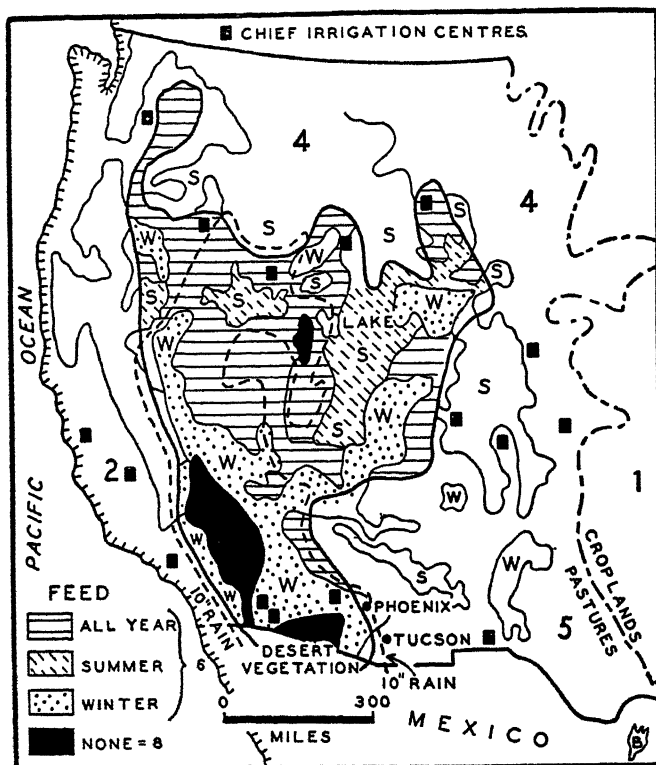 CHIEF IRRIGATION CENTRES
4
4
S
S
S
S
W
W
S
W
S
S
S
W
LAKE
S
S
S
W
W
W
S
W
W
W
W
W
S
2
1
5
OCEAN
PACIFIC
CROPLANDS
PASTURES
10" RAIN
PHOENIX
TUCSON
10" RAIN
DESERT
VEGETATION
FEED
ALL YEAR
SUMMER
WINTER
NONE = 8
6
0 300
MILES
MEXICO
B